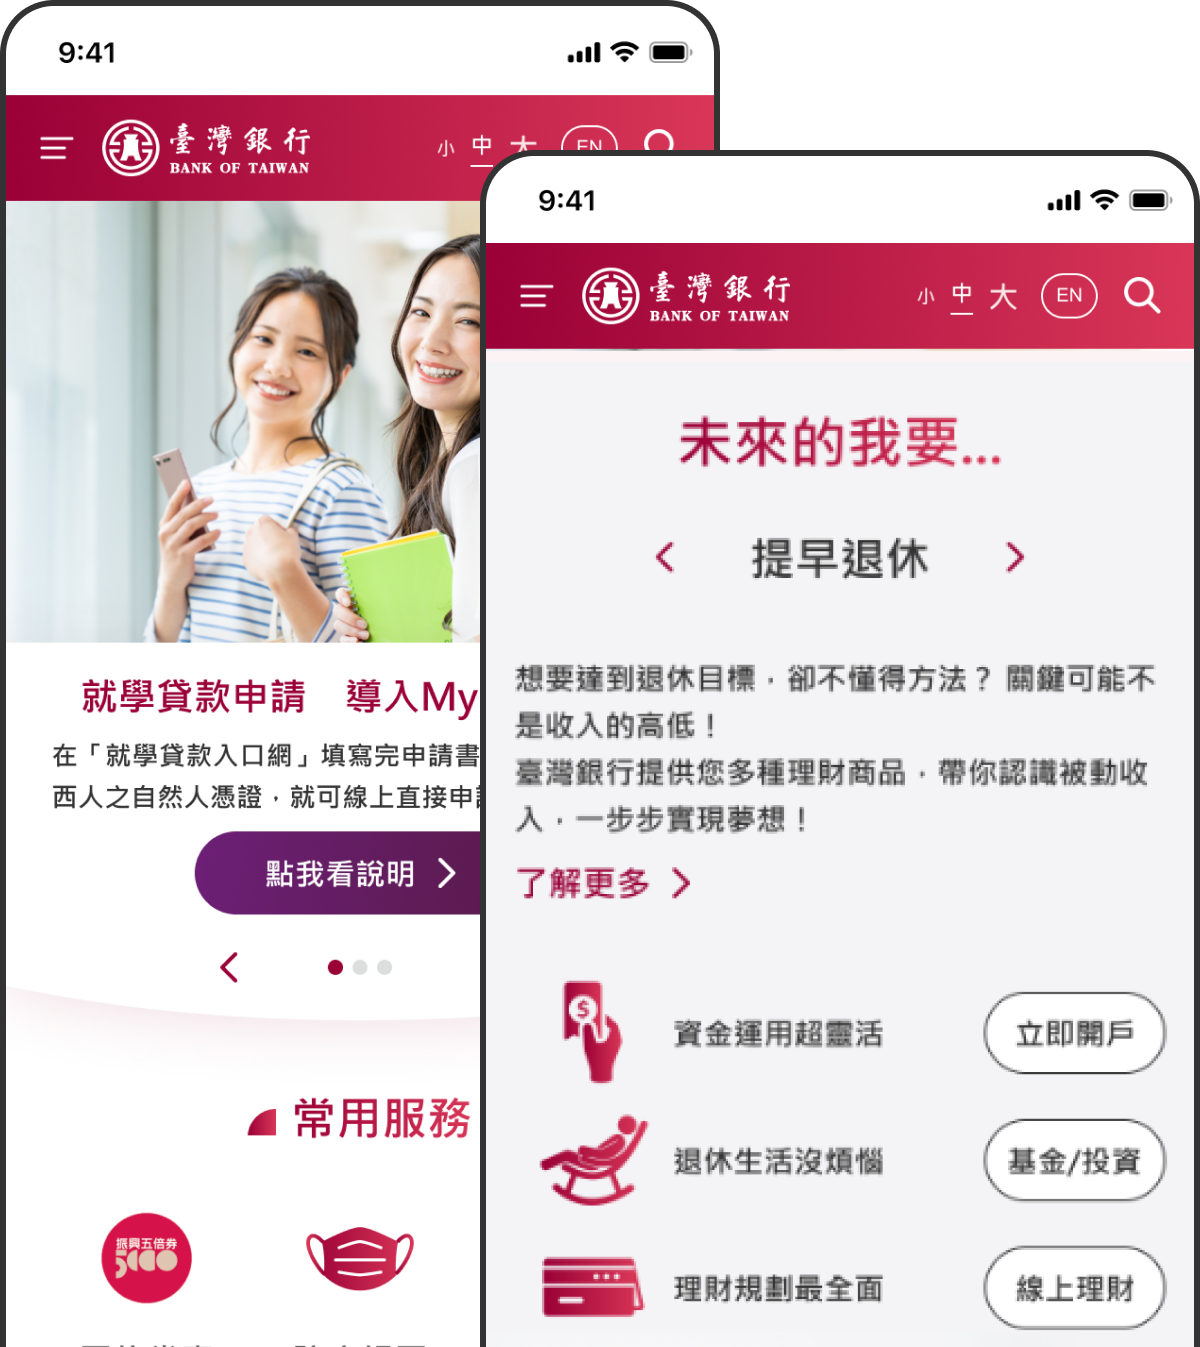 9:41
臺灣銀行
BANK OF TAIWAN
小 中 大 EN
就學貸款申請 導入My
在「就學貸款入口網」填寫完申請書
西人之自然人憑證，就可線上直接申
點我看說明
常用服務
振興五倍券
5000
9:41
臺灣銀行
BANK OF TAIWAN
小 中 大 EN
未來的我要...
提早退休
想要達到退休目標，卻不懂得方法？ 關鍵可能不
是收入的高低！
臺灣銀行提供您多種理財商品，帶你認識被動收
入，一步步實現夢想！
了解更多
資金運用超靈活 立即開戶
退休生活沒煩惱 基金/投資
理財規劃最全面 線上理財